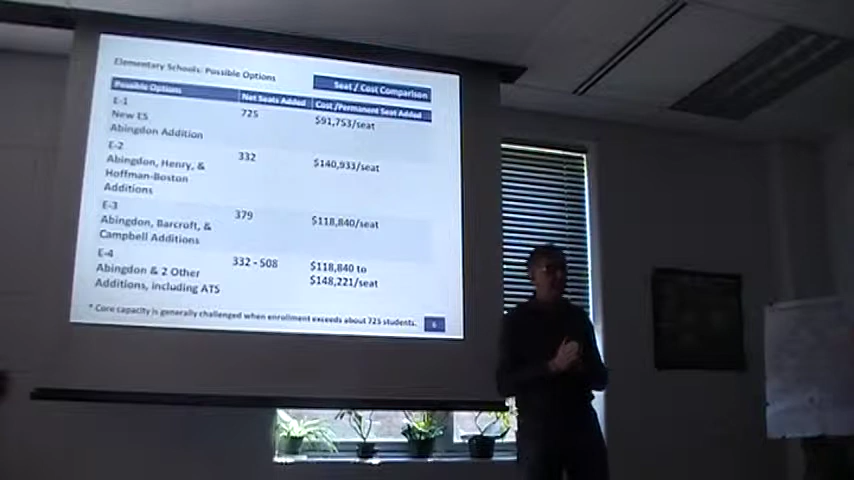 Elementary Schools: Possible Options
Seat / Cost Comparison
Possible Options Net Seats Added Cost /Permanent Seat Added
E-1
New ES 725 $91,753/seat
Abingdon Addition
E-2
Abingdon, Henry, & 332 $140,933/seat
Hoffman-Boston
Additions
E-3
Abingdon, Barcroft, & 379 $118,840/seat
Campbell Additions
E-4
Abingdon & 2 Other 332 - 508 $118,840 to
Additions, including ATS $148,221/seat
* Core capacity is generally challenged when enrollment exceeds about 725 students.
6